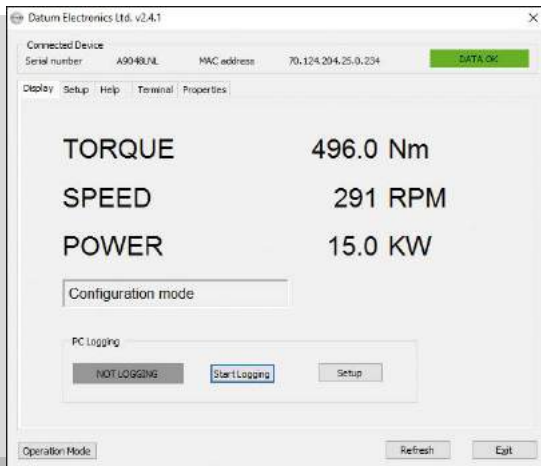 Datum Electronics Ltd. v2.4.1
Connected Device
Serial number A9048LNL MAC address 70.124.204.25.0.234 DATA OK
Display Setup Help Terminal Properties
TORQUE 496.0 Nm
SPEED 291 RPM
POWER 15.0 KW
Configuration mode
PC Logging
NOT LOGGING Start Logging Setup
Operation Mode Refresh Exit